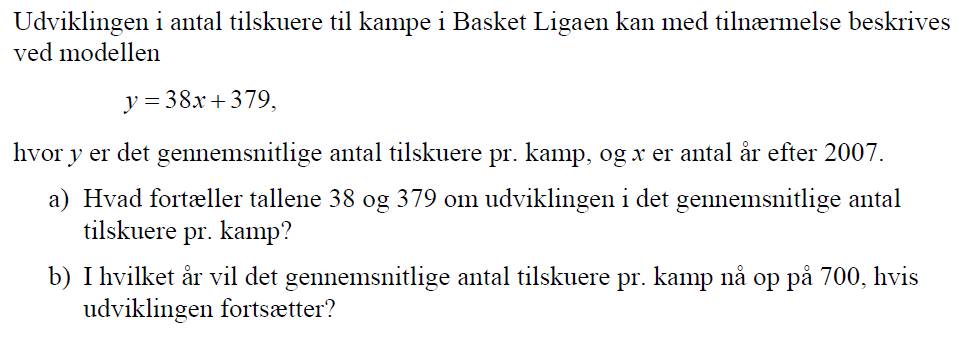 Udviklingen i antal tilskuere til kampe i Basket Ligaen kan med tilnærmelse beskrives
ved modellen
y = 38x + 379,
hvor y er det gennemsnitlige antal tilskuere pr. kamp, og x er antal år efter 2007.
a) Hvad fortæller tallene 38 og 379 om udviklingen i det gennemsnitlige antal
tilskuere pr. kamp?
b) I hvilket år vil det gennemsnitlige antal tilskuere pr. kamp nå op på 700, hvis
udviklingen fortsætter?